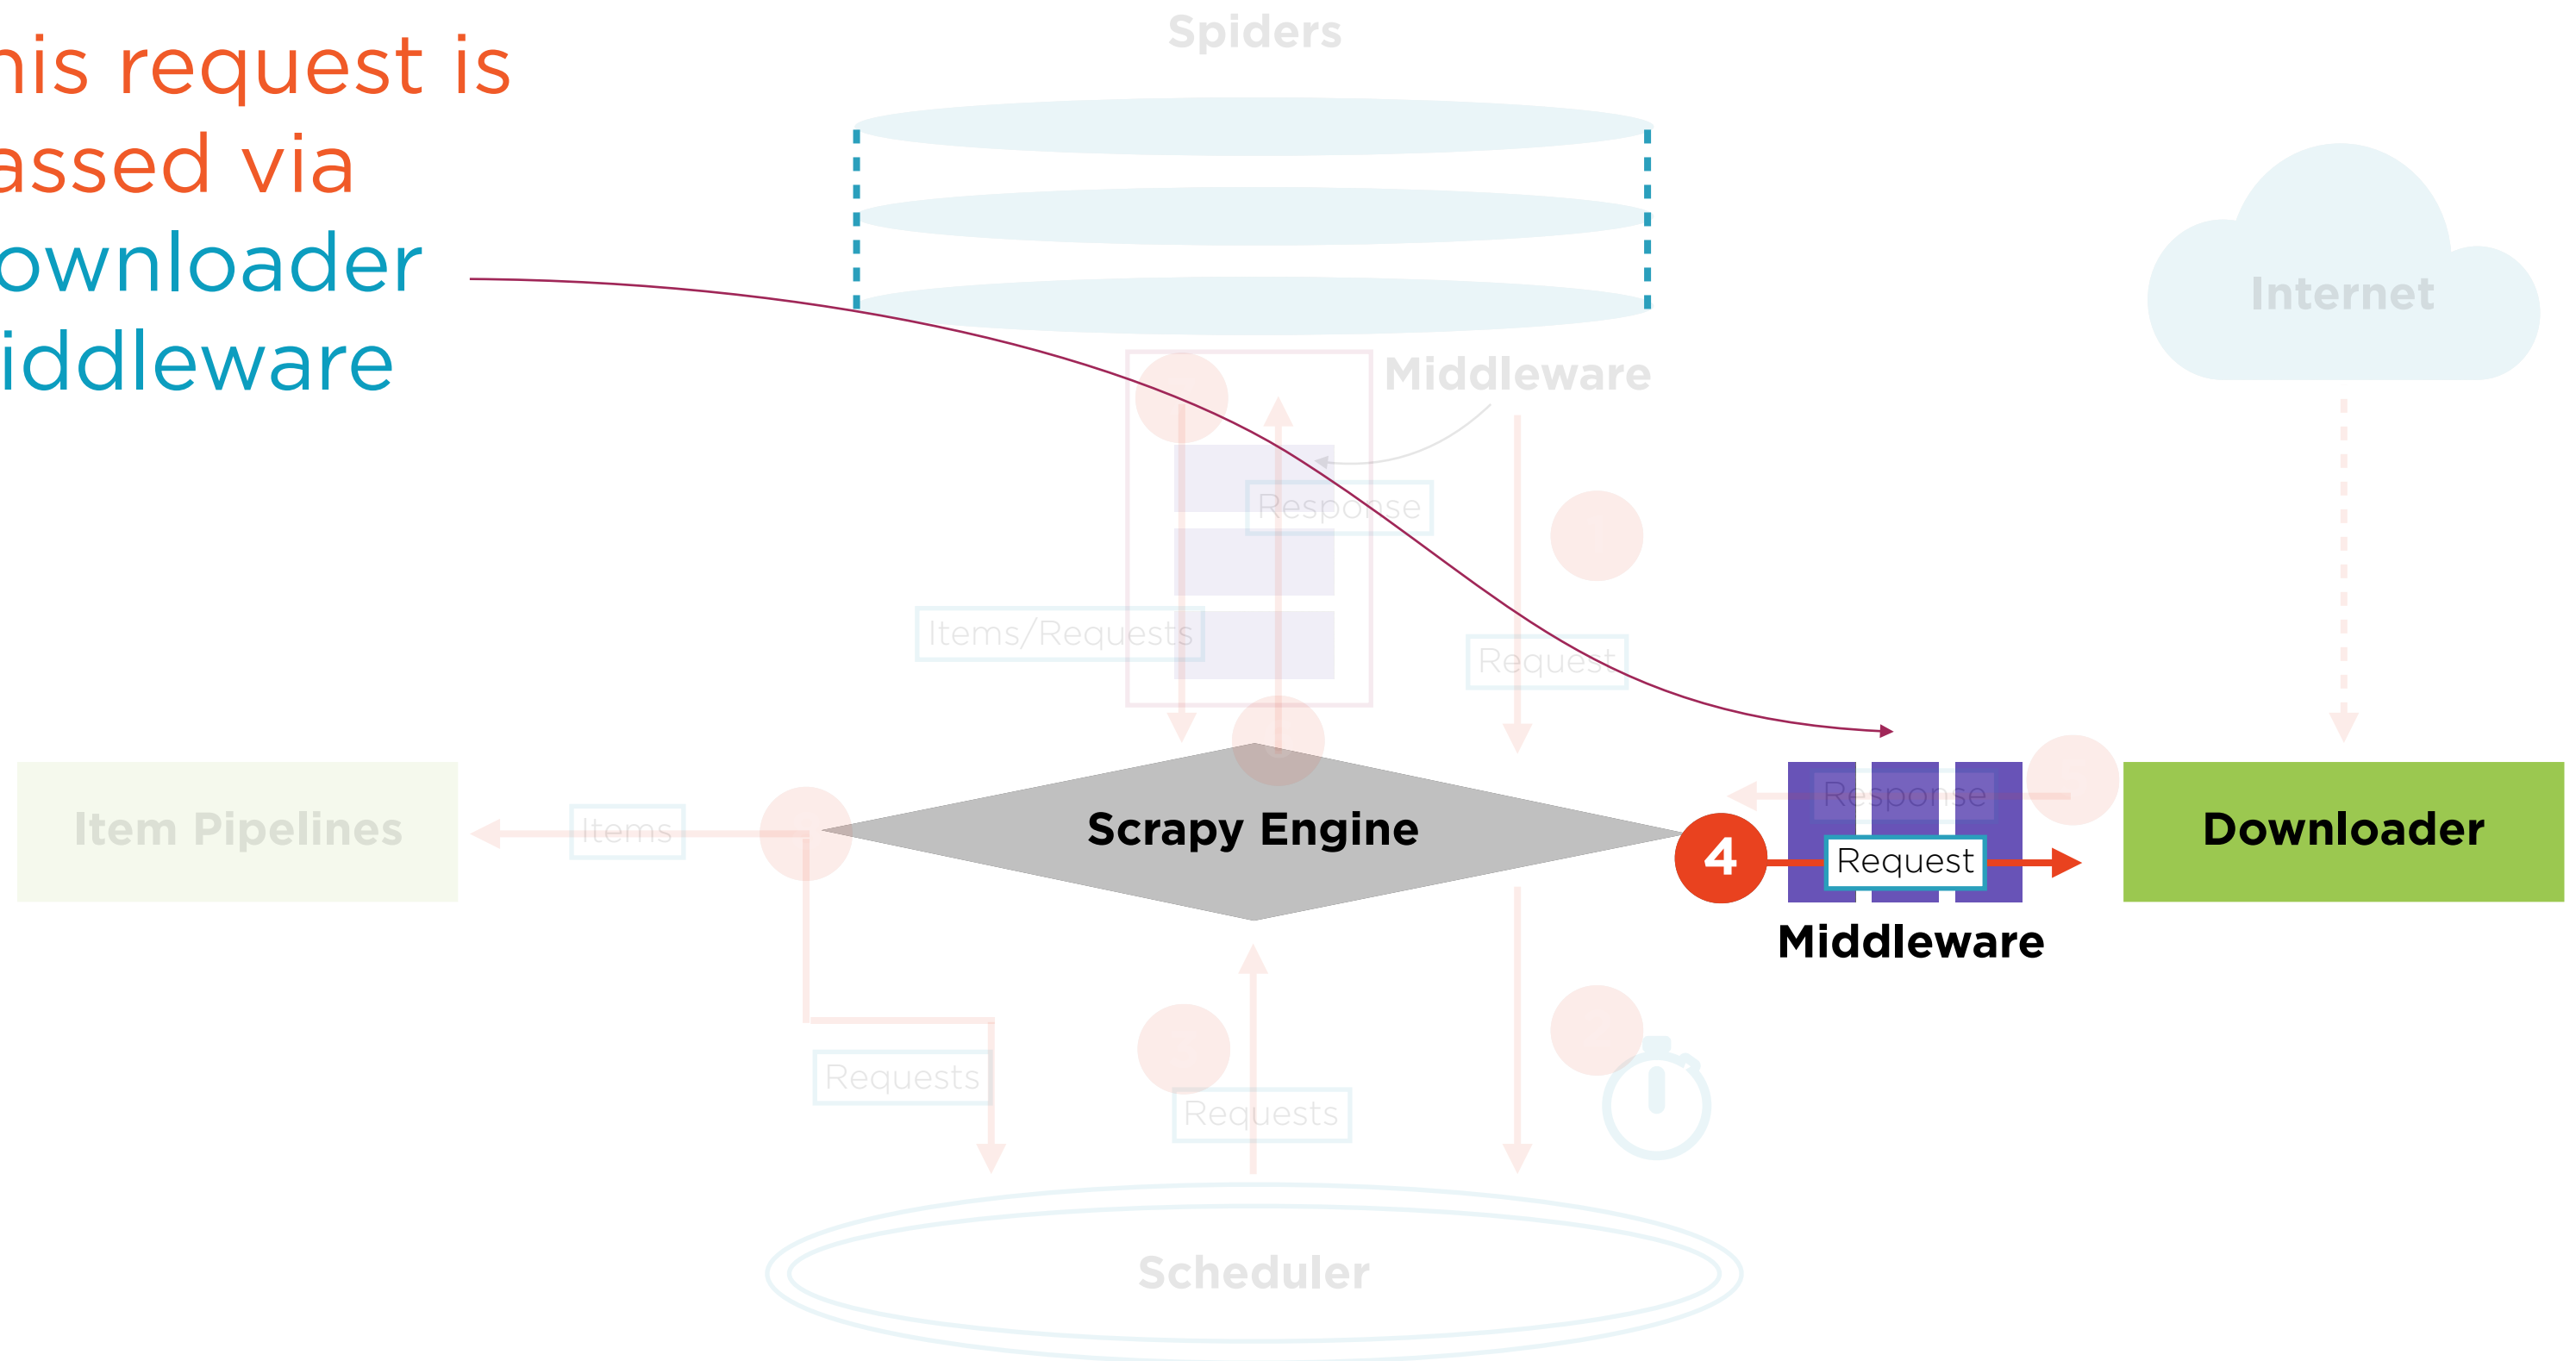 his request is
assed via
ownloader
iddleware
Spiders
Internet
Middleware
Response
Items/Requests
Request
Item Pipelines
Items
Scrapy Engine
Response
4
Request
Downloader
Middleware
Requests
Requests
Scheduler